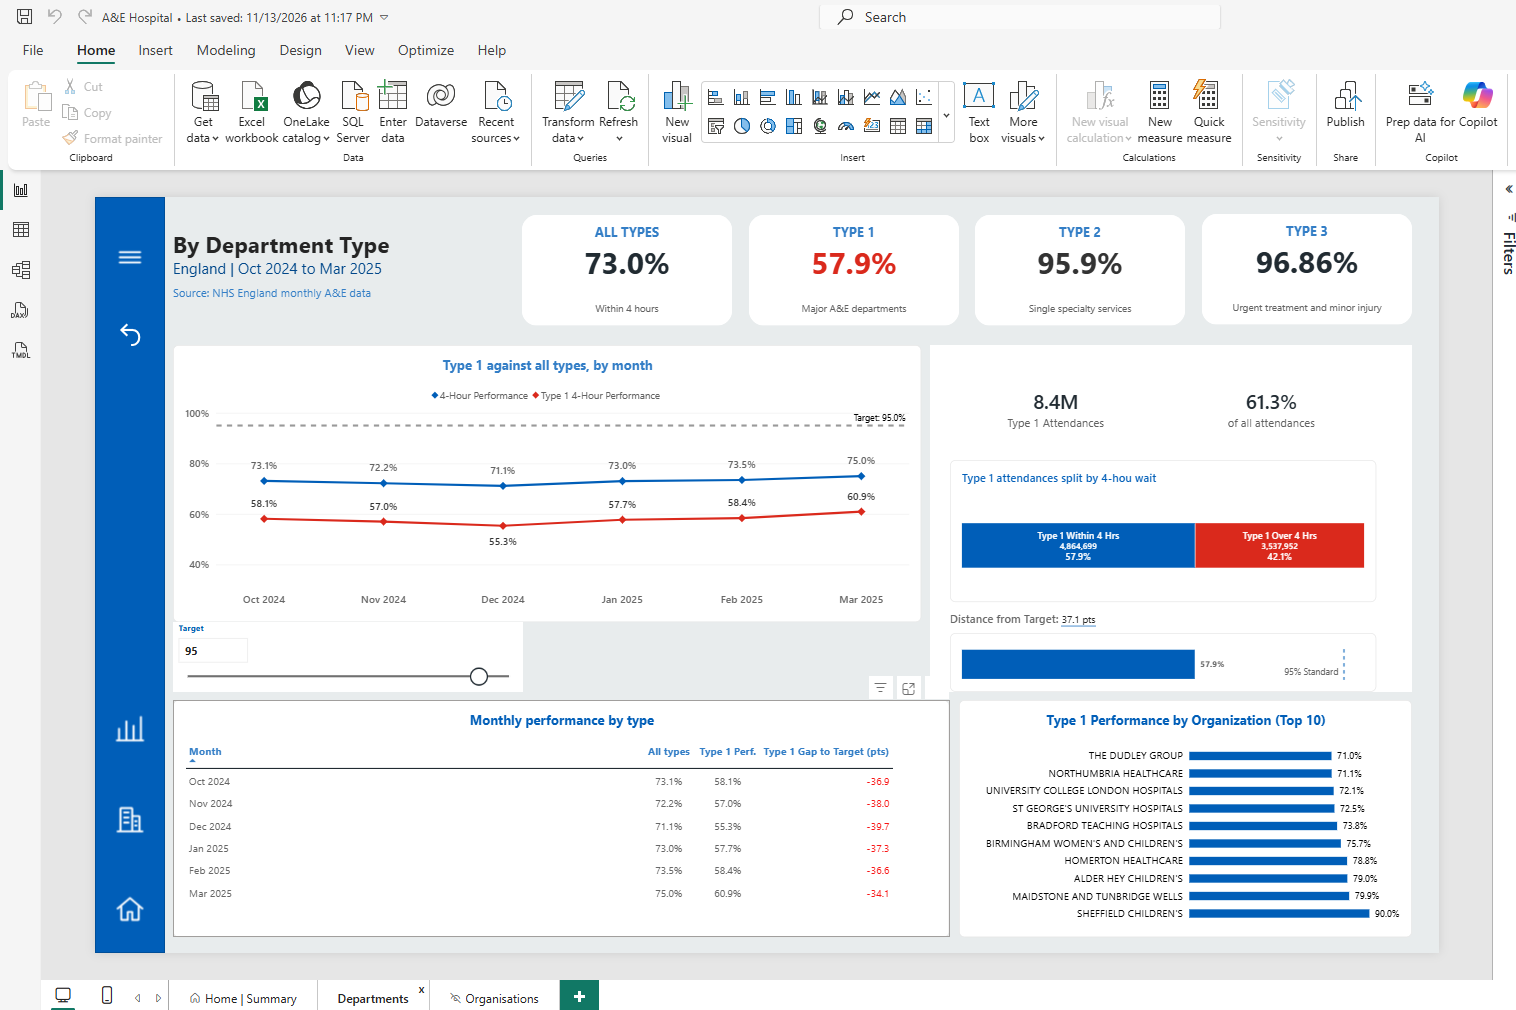 A&E Hospital • Last saved: 11/13/2026 at 11:17 PM
Search
File Home Insert Modeling Design View Optimize Help
Paste
Cut
Copy
Format painter
Clipboard
Get data
Excel workbook
OneLake catalog
SQL Server
Enter data
Dataverse
Recent sources
Data
Transform data
Refresh
Queries
New visual
Text box
More visuals
Insert
New visual calculation
New measure
Quick measure
Calculations
Sensitivity
Sensitivity
Publish
Share
Prep data for AI
Copilot
Copilot
DAX
TMDL
Filters
By Department Type
England | Oct 2024 to Mar 2025
Source: NHS England monthly A&E data
ALL TYPES
73.0%
Within 4 hours
TYPE 1
57.9%
Major A&E departments
TYPE 2
95.9%
Single specialty services
TYPE 3
96.86%
Urgent treatment and minor injury
Type 1 against all types, by month
4-Hour Performance Type 1 4-Hour Performance
100%
Target: 95.0%
80%
73.1% 72.2% 71.1% 73.0% 73.5% 75.0%
60%
58.1% 57.0% 55.3% 57.7% 58.4% 60.9%
40%
Oct 2024 Nov 2024 Dec 2024 Jan 2025 Feb 2025 Mar 2025
Target
95
8.4M
Type 1 Attendances
61.3%
of all attendances
Type 1 attendances split by 4-hou wait
Type 1 Within 4 Hrs
4,864,699
57.9%
Type 1 Over 4 Hrs
3,537,952
42.1%
Distance from Target: 37.1 pts
57.9%
95% Standard
Monthly performance by type
Month All types Type 1 Perf. Type 1 Gap to Target (pts)
Oct 2024 73.1% 58.1% -36.9
Nov 2024 72.2% 57.0% -38.0
Dec 2024 71.1% 55.3% -39.7
Jan 2025 73.0% 57.7% -37.3
Feb 2025 73.5% 58.4% -36.6
Mar 2025 75.0% 60.9% -34.1
Type 1 Performance by Organization (Top 10)
THE DUDLEY GROUP 71.0%
NORTHUMBRIA HEALTHCARE 71.1%
UNIVERSITY COLLEGE LONDON HOSPITALS 72.1%
ST GEORGE'S UNIVERSITY HOSPITALS 72.5%
BRADFORD TEACHING HOSPITALS 73.8%
BIRMINGHAM WOMEN'S AND CHILDREN'S 75.7%
HOMERTON HEALTHCARE 78.8%
ALDER HEY CHILDREN'S 79.0%
MAIDSTONE AND TUNBRIDGE WELLS 79.9%
SHEFFIELD CHILDREN'S 90.0%
Home | Summary
Departments x
Organisations
+